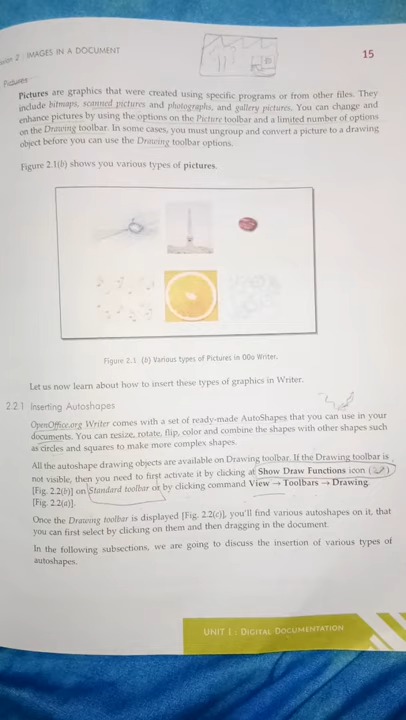 Session 2 : IMAGES IN A DOCUMENT
15
Pictures
Pictures are graphics that were created using specific programs or from other files. They
include bitmaps, scanned pictures and photographs, and gallery pictures. You can change and
enhance pictures by using the options on the Picture toolbar and a limited number of options
on the Drawing toolbar. In some cases, you must ungroup and convert a picture to a drawing
object before you can use the Drawing toolbar options.
Figure 2.1(b) shows you various types of pictures.
Figure 2.1 (b) Various types of Pictures in OOo Writer.
Let us now learn about how to insert these types of graphics in Writer.
2.2.1 Inserting Autoshapes
OpenOffice.org Writer comes with a set of ready-made AutoShapes that you can use in your
documents. You can resize, rotate, flip, color and combine the shapes with other shapes such
as circles and squares to make more complex shapes.
All the autoshape drawing objects are available on Drawing toolbar. If the Drawing toolbar is
not visible, then you need to first activate it by clicking at Show Draw Functions icon ( )
[Fig. 2.2(b)] on Standard toolbar or by clicking command View → Toolbars → Drawing.
[Fig. 2.2(a)].
Once the Drawing toolbar is displayed [Fig. 2.2(c)], you'll find various autoshapes on it, that
you can first select by clicking on them and then dragging in the document.
In the following subsections, we are going to discuss the insertion of various types of
autoshapes.
UNIT 1 : DIGITAL DOCUMENTATION